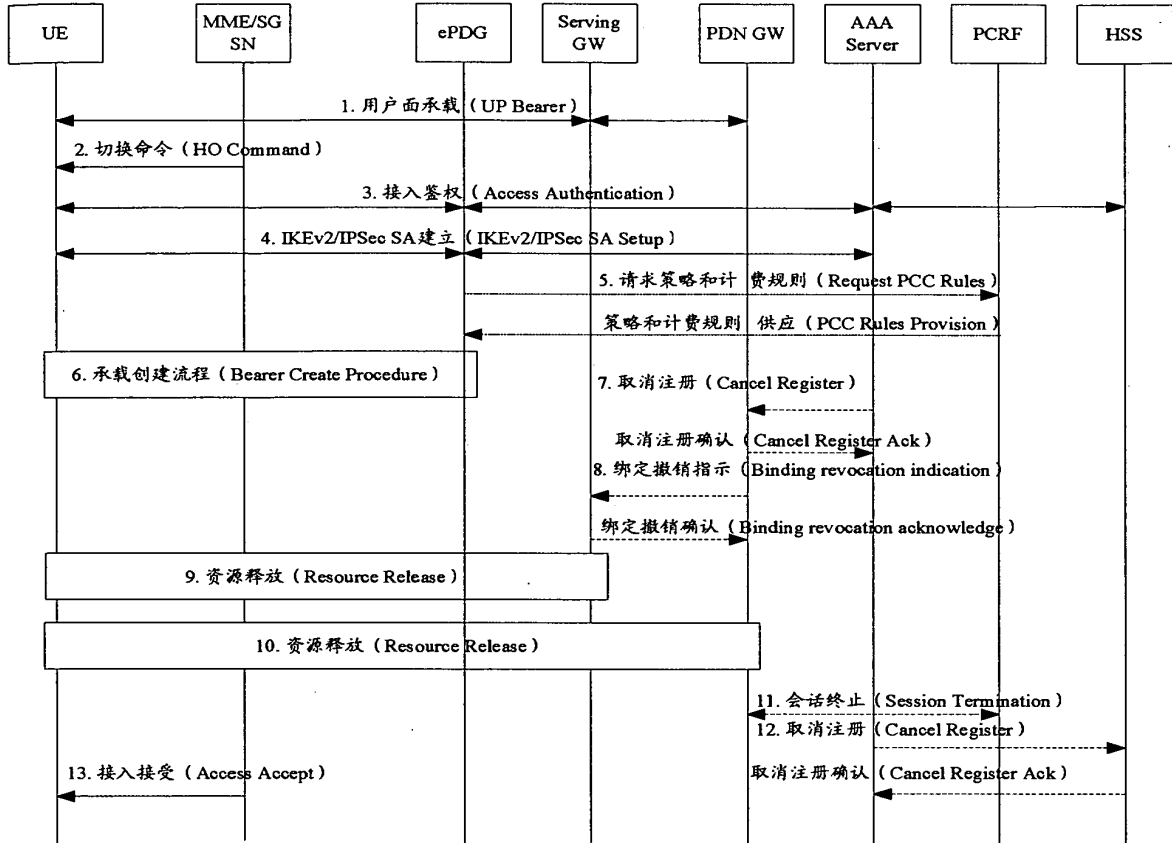 UE
MME/SG
SN
ePDG
Serving
GW
PDN GW
AAA
Server
PCRF
HSS
1. 用户面承载（UP Bearer）
2. 切换命令（HO Command）
3. 接入鉴权（Access Authentication）
4. IKEv2/IPSec SA建立（IKEv2/IPSec SA Setup）
5. 请求策略和计 费规则（Request PCC Rules）
策略和计费规则 供应（PCC Rules Provision）
6. 承载创建流程（Bearer Create Procedure）
7. 取消注册（Cancel Register）
取消注册确认（Cancel Register Ack）
8. 绑定撤销指示（Binding revocation indication）
绑定撤销确认（Binding revocation acknowledge）
9. 资源释放（Resource Release）
10. 资源释放（Resource Release）
11. 会话终止（Session Termination）
12. 取消注册（Cancel Register）
13. 接入接受（Access Accept）
取消注册确认（Cancel Register Ack）